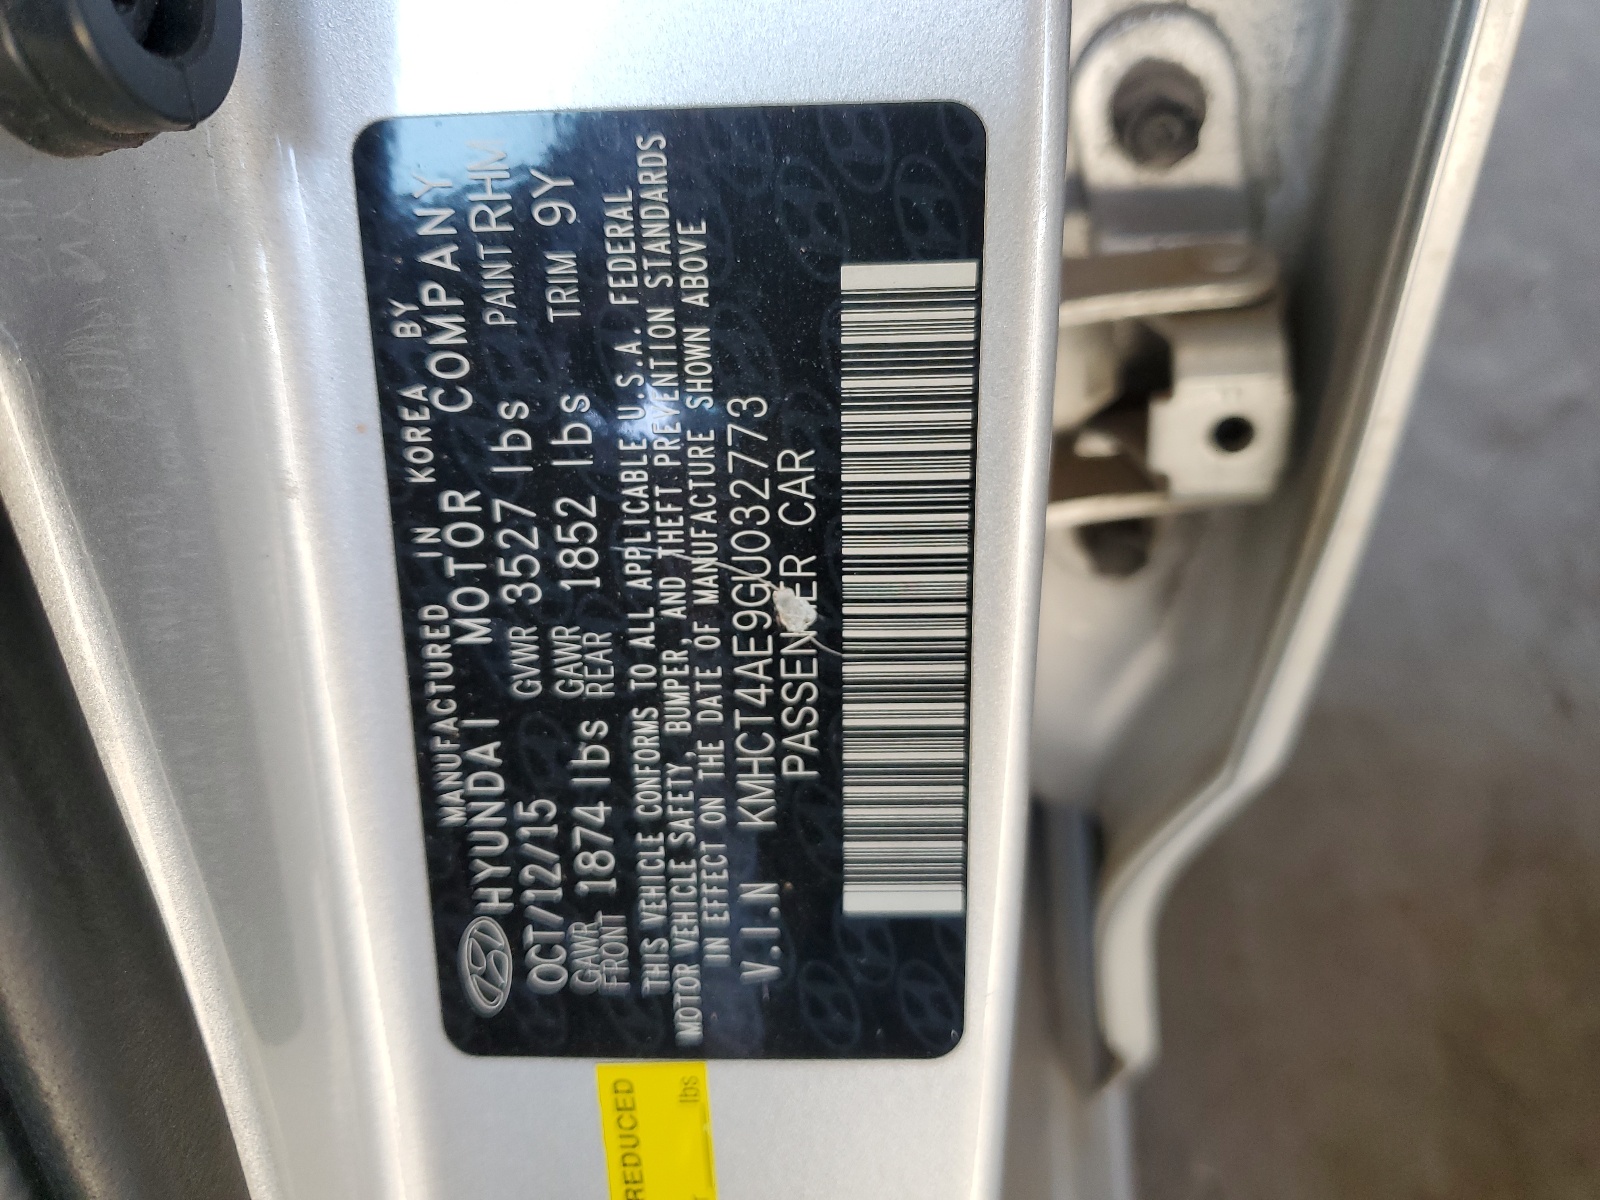 MANUFACTURED IN KOREA BY
HYUNDAI MOTOR COMPANY
OCT/12/15 GVWR 3527 lbs PAINT RHM
GAWR FRONT 1874 lbs GAWR REAR 1852 lbs TRIM 9Y
THIS VEHICLE CONFORMS TO ALL APPLICABLE U.S.A. FEDERAL
MOTOR VEHICLE SAFETY, BUMPER, AND THEFT PREVENTION STANDARDS
IN EFFECT ON THE DATE OF MANUFACTURE SHOWN ABOVE
V.I.N KMHCT4AE9GU032773
PASSENGER CAR
REDUCED
lbs